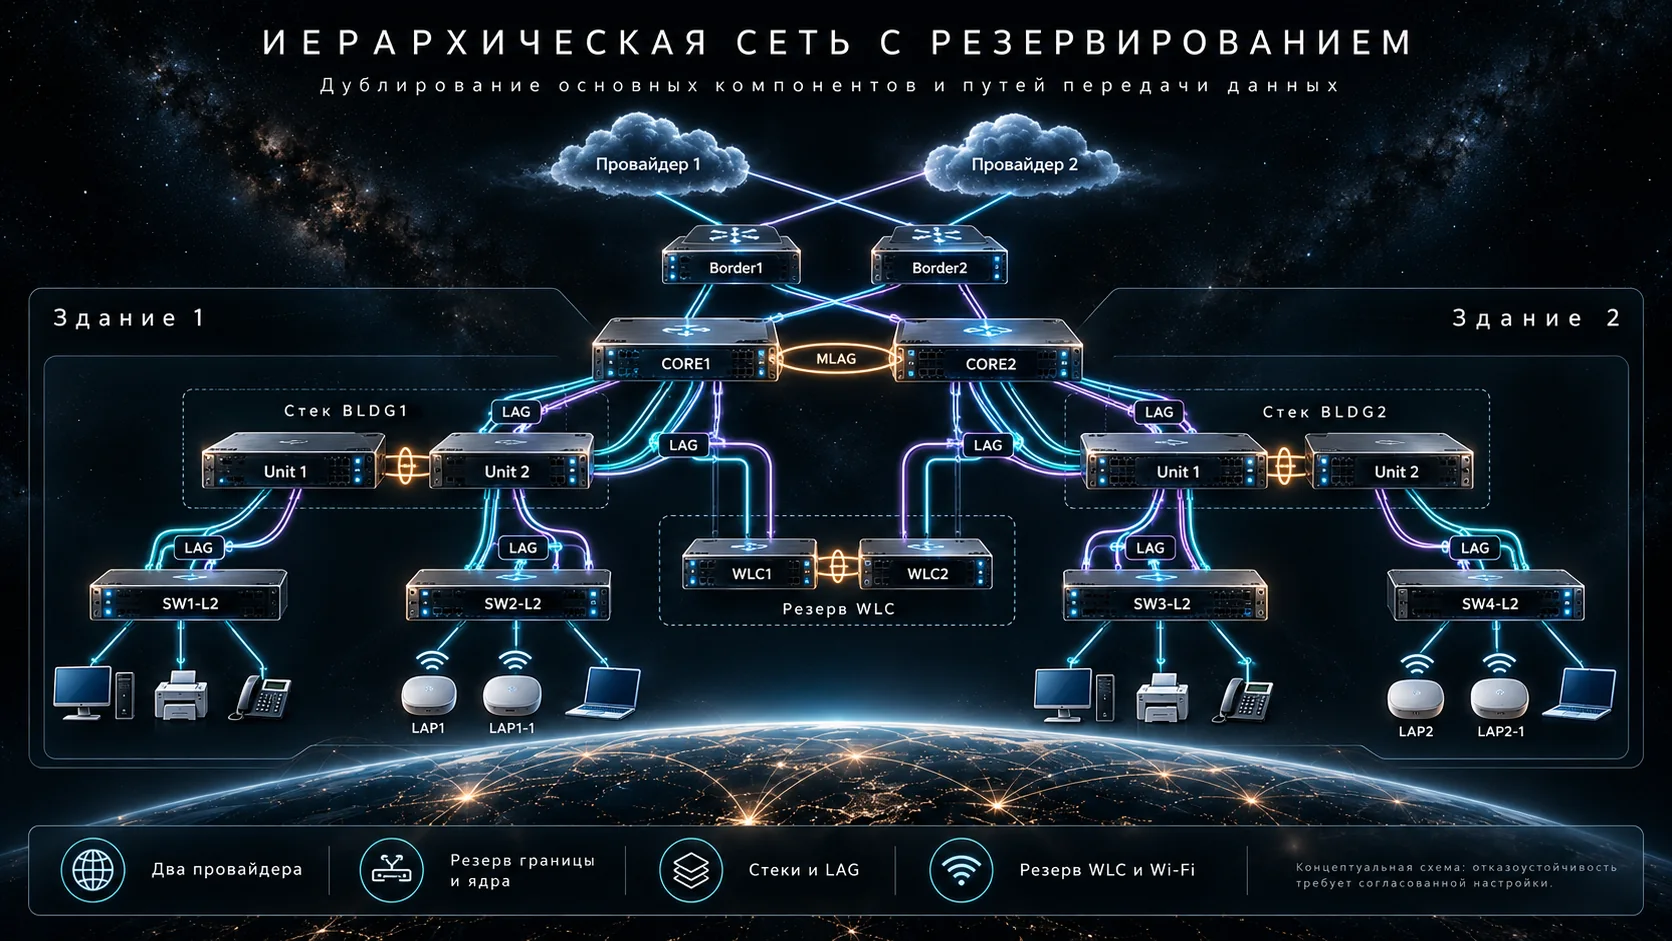 ИЕРАРХИЧЕСКАЯ СЕТЬ С РЕЗЕРВИРОВАНИЕМ
Дублирование основных компонентов и путей передачи данных
Провайдер 1
Провайдер 2
Border1
Border2
Здание 1
Здание 2
CORE1
MLAG
CORE2
Стек BLDG1
LAG
LAG
Стек BLDG2
LAG
LAG
Unit 1
Unit 2
Unit 1
Unit 2
LAG
LAG
LAG
LAG
WLC1
WLC2
Резерв WLC
SW1-L2
SW2-L2
SW3-L2
SW4-L2
LAP1
LAP1-1
LAP2
LAP2-1
Два провайдера
Резерв границы
и ядра
Стеки и LAG
Резерв WLC и Wi-Fi
Концептуальная схема: отказоустойчивость
требует согласованной настройки.